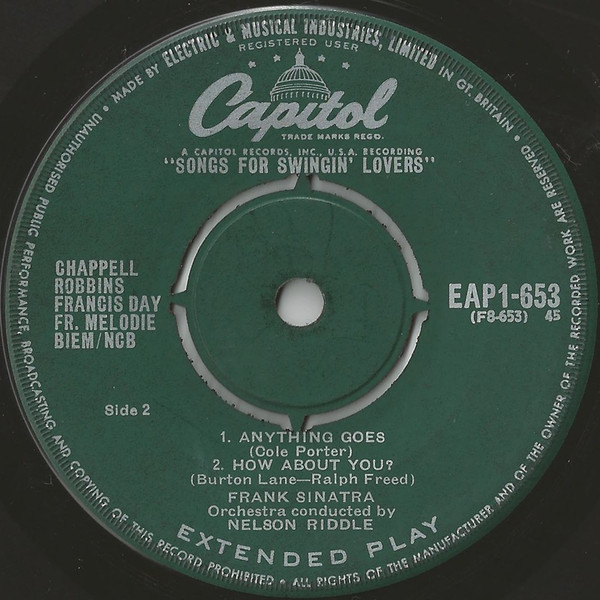 MADE BY ELECTRIC & MUSICAL INDUSTRIES, LIMITED IN GT. BRITAIN • ALL RIGHTS OF THE MANUFACTURER AND OF THE OWNER OF THE RECORDED WORK ARE RESERVED • UNAUTHORISED PUBLIC PERFORMANCE, BROADCASTING AND COPYING OF THIS RECORD PROHIBITED •
REGISTERED USER
Capitol
TRADE MARKS REGD.
A CAPITOL RECORDS, INC., U.S.A. RECORDING
"SONGS FOR SWINGIN' LOVERS"
CHAPPELL
ROBBINS
FRANCIS DAY
FR. MELODIE
BIEM/NCB
EAP1-653
(F8-653) 45
Side 2
1. ANYTHING GOES
(Cole Porter)
2. HOW ABOUT YOU?
(Burton Lane—Ralph Freed)
FRANK SINATRA
Orchestra conducted by
NELSON RIDDLE
EXTENDED PLAY